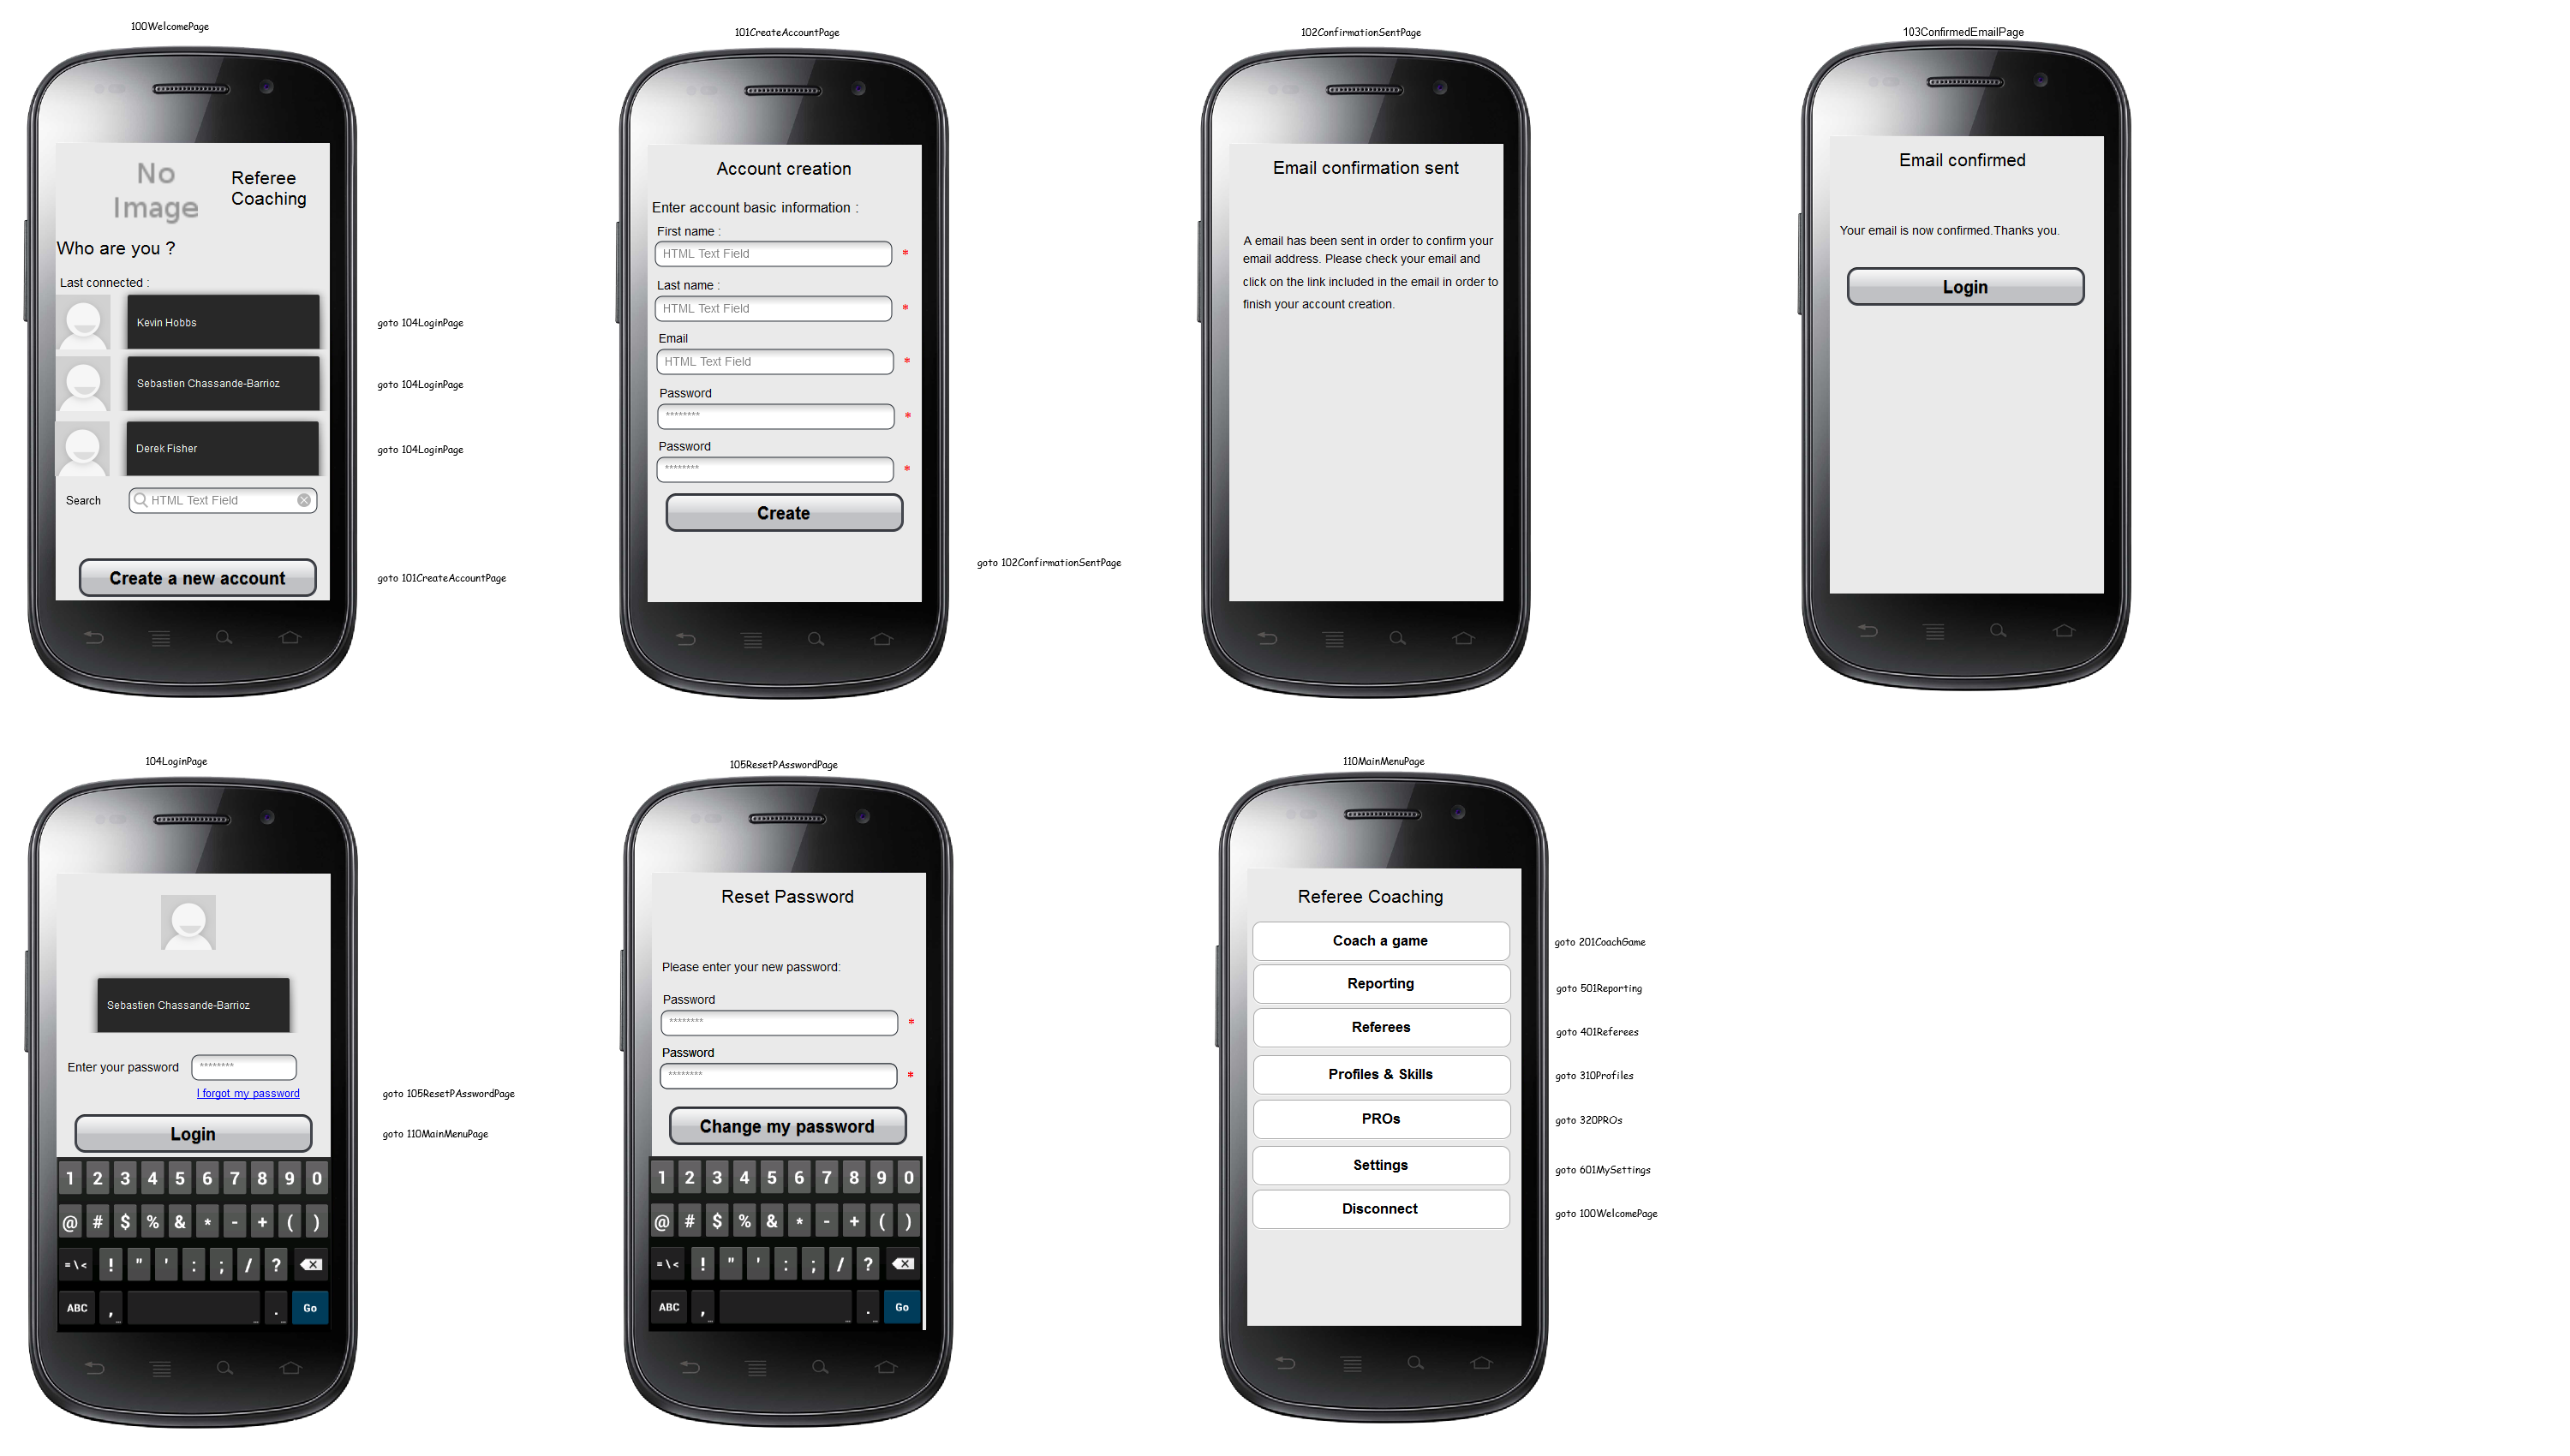 100WelcomePage
No
Image
Referee
Coaching
Who are you ?
Last connected :
Kevin Hobbs
goto 104LoginPage
Sebastien Chassande-Barrioz
goto 104LoginPage
Derek Fisher
goto 104LoginPage
Search
HTML Text Field
Create a new account
goto 101CreateAccountPage
101CreateAccountPage
Account creation
Enter account basic information :
First name :
HTML Text Field *
Last name :
HTML Text Field *
Email
HTML Text Field *
Password
******** *
Password
******** *
Create
goto 102ConfirmationSentPage
102ConfirmationSentPage
Email confirmation sent
A email has been sent in order to confirm your
email address. Please check your email and
click on the link included in the email in order to
finish your account creation.
103ConfirmedEmailPage
Email confirmed
Your email is now confirmed.Thanks you.
Login
104LoginPage
Sebastien Chassande-Barrioz
Enter your password ********
I forgot my password
goto 105ResetPAsswordPage
Login
goto 110MainMenuPage
1 2 3 4 5 6 7 8 9 0
@ # $ % & * - + ( )
= \ < ! " ' : ; / ?
ABC , . Go
105ResetPAsswordPage
Reset Password
Please enter your new password:
Password
******** *
Password
******** *
Change my password
1 2 3 4 5 6 7 8 9 0
@ # $ % & * - + ( )
= \ < ! " ' : ; / ?
ABC , . Go
110MainMenuPage
Referee Coaching
Coach a game
goto 201CoachGame
Reporting
goto 501Reporting
Referees
goto 401Referees
Profiles & Skills
goto 310Profiles
PROs
goto 320PROs
Settings
goto 601MySettings
Disconnect
goto 100WelcomePage